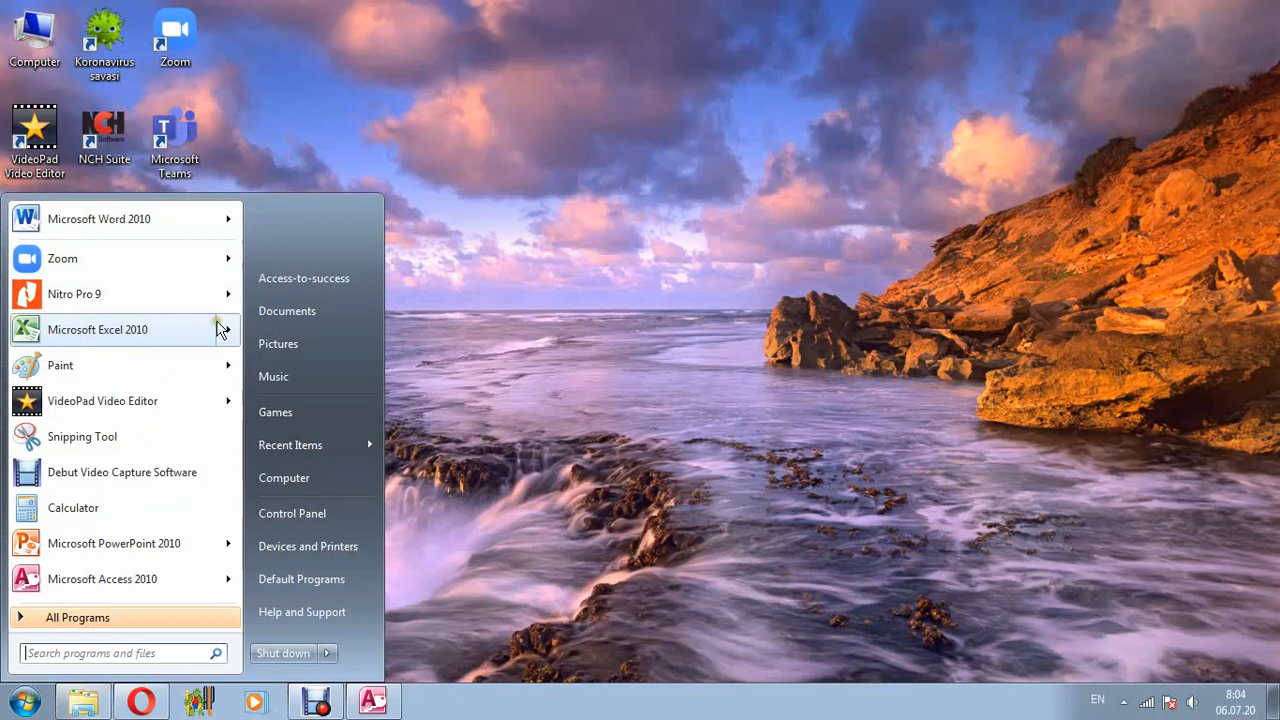 Computer
Koronavirus
savası
Zoom
VideoPad
Video Editor
NCH Software
NCH Suite
T
Microsoft
Teams
W
Microsoft Word 2010
Zoom
Nitro Pro 9
Microsoft Excel 2010
Paint
VideoPad Video Editor
Snipping Tool
Debut Video Capture Software
Calculator
P
Microsoft PowerPoint 2010
A
Microsoft Access 2010
All Programs
Search programs and files
Access-to-success
Documents
Pictures
Music
Games
Recent Items
Computer
Control Panel
Devices and Printers
Default Programs
Help and Support
Shut down
A
EN
8:04
06.07.20